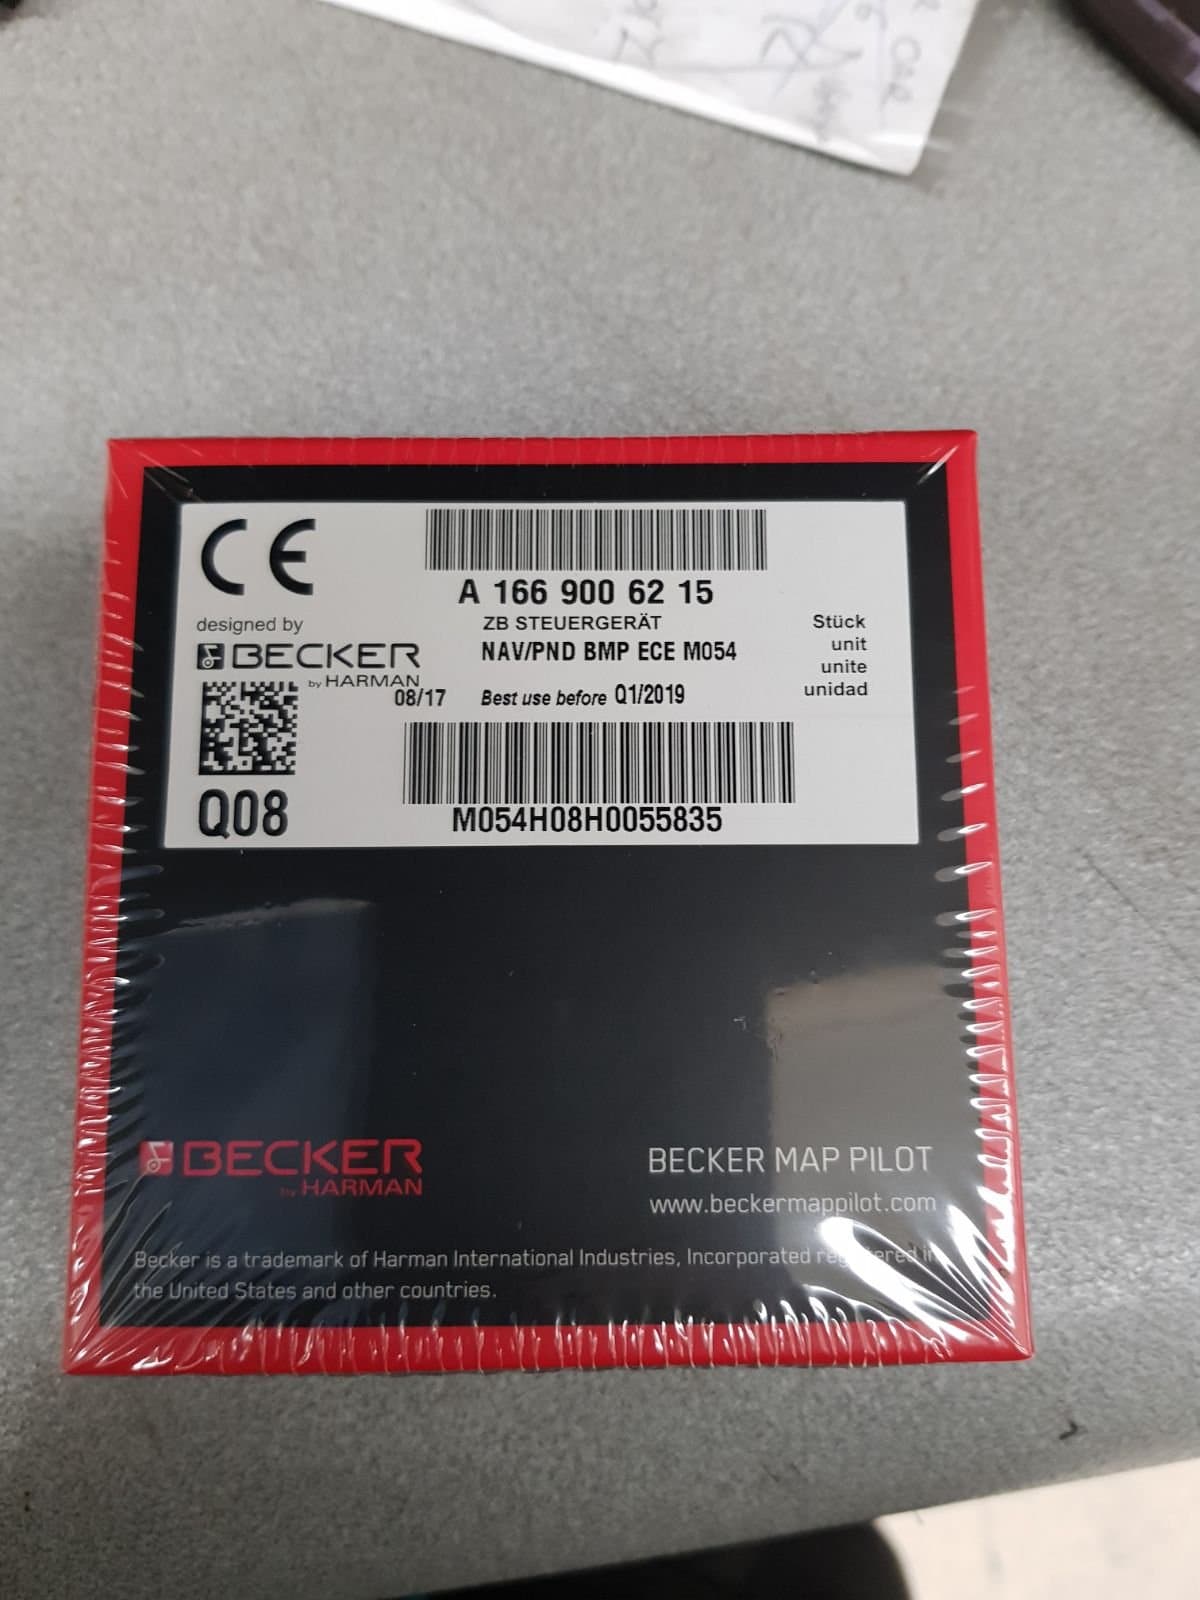 CE
A 166 900 62 15
designed by
BECKER
by HARMAN
ZB STEUERGERÄT
NAV/PND BMP ECE M054
08/17 Best use before Q1/2019
Stück
unit
unite
unidad
Q08
M054H08H0055835
BECKER
by HARMAN
BECKER MAP PILOT
www.beckermappilot.com
Becker is a trademark of Harman International Industries, Incorporated registered in
the United States and other countries.